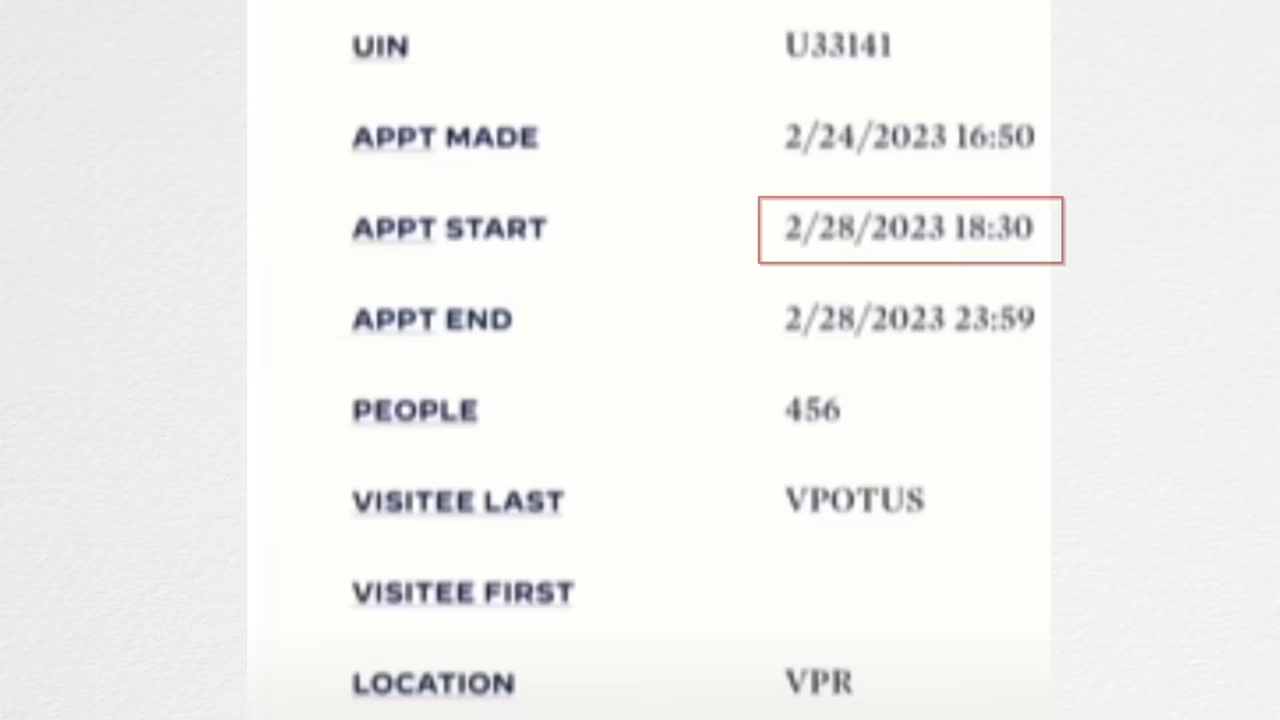 UIN U33141
APPT MADE 2/24/2023 16:50
APPT START 2/28/2023 18:30
APPT END 2/28/2023 23:59
PEOPLE 456
VISITEE LAST VPOTUS
VISITEE FIRST
LOCATION VPR